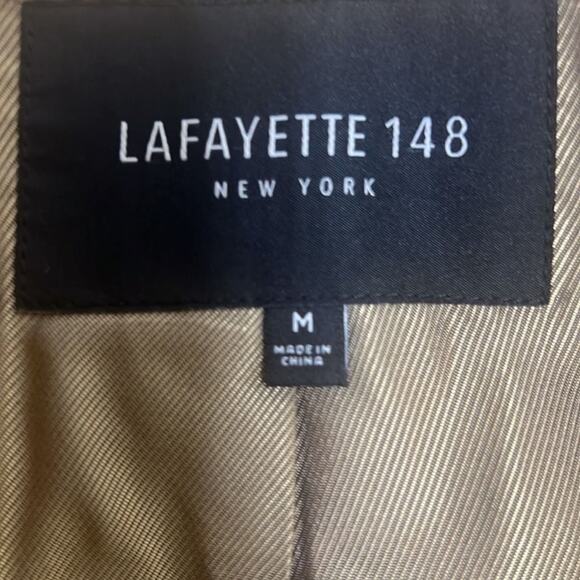 LAFAYETTE 148
NEW YORK
M
MADE IN
CHINA